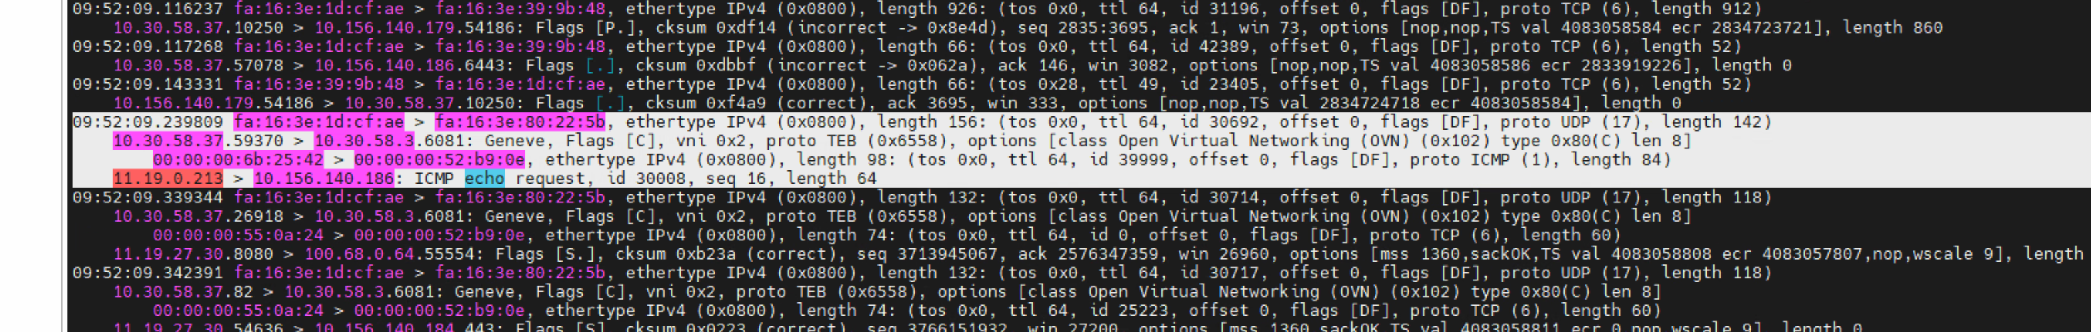 09:52:09.116237 fa:16:3e:1d:cf:ae > fa:16:3e:39:9b:48, ethertype IPv4 (0x0800), length 926: (tos 0x0, ttl 64, id 31196, offset 0, flags [DF], proto TCP (6), length 912)
10.30.58.37.10250 > 10.156.140.179.54186: Flags [P.], cksum 0xdf14 (incorrect -> 0x8e4d), seq 2835:3695, ack 1, win 73, options [nop,nop,TS val 4083058584 ecr 2834723721], length 860
09:52:09.117268 fa:16:3e:1d:cf:ae > fa:16:3e:39:9b:48, ethertype IPv4 (0x0800), length 66: (tos 0x0, ttl 64, id 42389, offset 0, flags [DF], proto TCP (6), length 52)
10.30.58.37.57078 > 10.156.140.186.6443: Flags [.], cksum 0xdbbf (incorrect -> 0x062a), ack 146, win 3082, options [nop,nop,TS val 4083058586 ecr 2833919226], length 0
09:52:09.143331 fa:16:3e:39:9b:48 > fa:16:3e:1d:cf:ae, ethertype IPv4 (0x0800), length 66: (tos 0x28, ttl 49, id 23405, offset 0, flags [DF], proto TCP (6), length 52)
10.156.140.179.54186 > 10.30.58.37.10250: Flags [.], cksum 0xf4a9 (correct), ack 3695, win 333, options [nop,nop,TS val 2834724718 ecr 4083058584], length 0
09:52:09.239809 fa:16:3e:1d:cf:ae > fa:16:3e:80:22:5b, ethertype IPv4 (0x0800), length 156: (tos 0x0, ttl 64, id 30692, offset 0, flags [DF], proto UDP (17), length 142)
10.30.58.37.59370 > 10.30.58.3.6081: Geneve, Flags [C], vni 0x2, proto TEB (0x6558), options [class Open Virtual Networking (OVN) (0x102) type 0x80(C) len 8]
00:00:00:6b:25:42 > 00:00:00:52:b9:0e, ethertype IPv4 (0x0800), length 98: (tos 0x0, ttl 64, id 39999, offset 0, flags [DF], proto ICMP (1), length 84)
11.19.0.213 > 10.156.140.186: ICMP echo request, id 30008, seq 16, length 64
09:52:09.339344 fa:16:3e:1d:cf:ae > fa:16:3e:80:22:5b, ethertype IPv4 (0x0800), length 132: (tos 0x0, ttl 64, id 30714, offset 0, flags [DF], proto UDP (17), length 118)
10.30.58.37.26918 > 10.30.58.3.6081: Geneve, Flags [C], vni 0x2, proto TEB (0x6558), options [class Open Virtual Networking (OVN) (0x102) type 0x80(C) len 8]
00:00:00:55:0a:24 > 00:00:00:52:b9:0e, ethertype IPv4 (0x0800), length 74: (tos 0x0, ttl 64, id 0, offset 0, flags [DF], proto TCP (6), length 60)
11.19.27.30.8080 > 100.68.0.64.55554: Flags [S.], cksum 0xb23a (correct), seq 3713945067, ack 2576347359, win 26960, options [mss 1360,sackOK,TS val 4083058808 ecr 4083057807,nop,wscale 9], length
09:52:09.342391 fa:16:3e:1d:cf:ae > fa:16:3e:80:22:5b, ethertype IPv4 (0x0800), length 132: (tos 0x0, ttl 64, id 30717, offset 0, flags [DF], proto UDP (17), length 118)
10.30.58.37.82 > 10.30.58.3.6081: Geneve, Flags [C], vni 0x2, proto TEB (0x6558), options [class Open Virtual Networking (OVN) (0x102) type 0x80(C) len 8]
00:00:00:55:0a:24 > 00:00:00:52:b9:0e, ethertype IPv4 (0x0800), length 74: (tos 0x0, ttl 64, id 25223, offset 0, flags [DF], proto TCP (6), length 60)
11.19.27.30.54636 > 10.156.140.184.443: Flags [S], cksum 0x0223 (correct), seq 3766151932, win 27200, options [mss 1360,sackOK,TS val 4083058811 ecr 0,nop,wscale 9], length 0